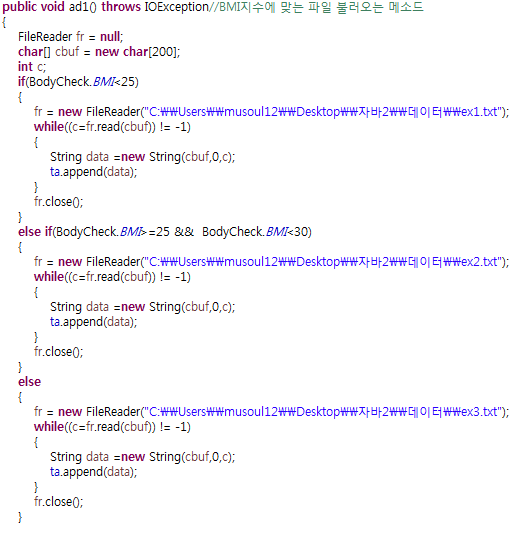 public void ad1() throws IOException//BMI지수에 맞는 파일 불러오는 메소드
{
FileReader fr = null;
char[] cbuf = new char[200];
int c;
if(BodyCheck.BMI<25)
{
fr = new FileReader("C:₩₩Users₩₩musoul12₩₩Desktop₩₩자바2₩₩데이터₩₩ex1.txt");
while((c=fr.read(cbuf)) != -1)
{
String data =new String(cbuf,0,c);
ta.append(data);
}
fr.close();
}
else if(BodyCheck.BMI>=25 && BodyCheck.BMI<30)
{
fr = new FileReader("C:₩₩Users₩₩musoul12₩₩Desktop₩₩자바2₩₩데이터₩₩ex2.txt");
while((c=fr.read(cbuf)) != -1)
{
String data =new String(cbuf,0,c);
ta.append(data);
}
fr.close();
}
else
{
fr = new FileReader("C:₩₩Users₩₩musoul12₩₩Desktop₩₩자바2₩₩데이터₩₩ex3.txt");
while((c=fr.read(cbuf)) != -1)
{
String data =new String(cbuf,0,c);
ta.append(data);
}
fr.close();
}